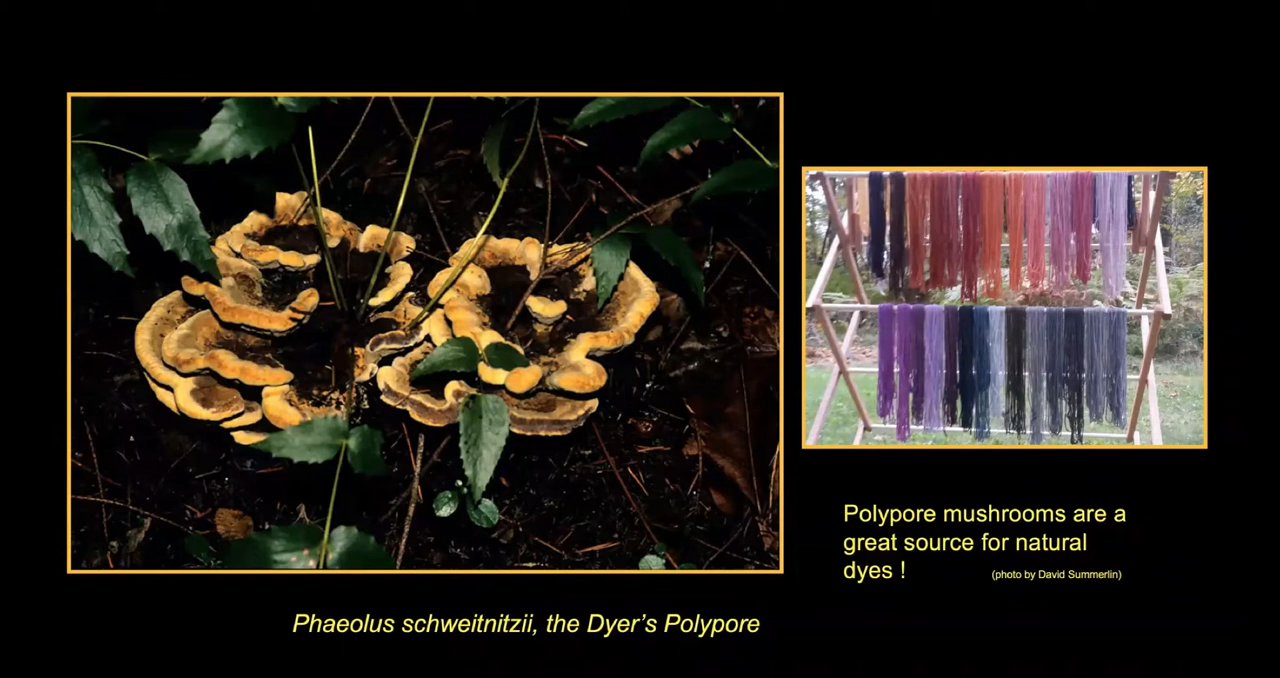 Polypore mushrooms are a
great source for natural
dyes !
(photo by David Summerlin)
Phaeolus schweitnitzii, the Dyer's Polypore